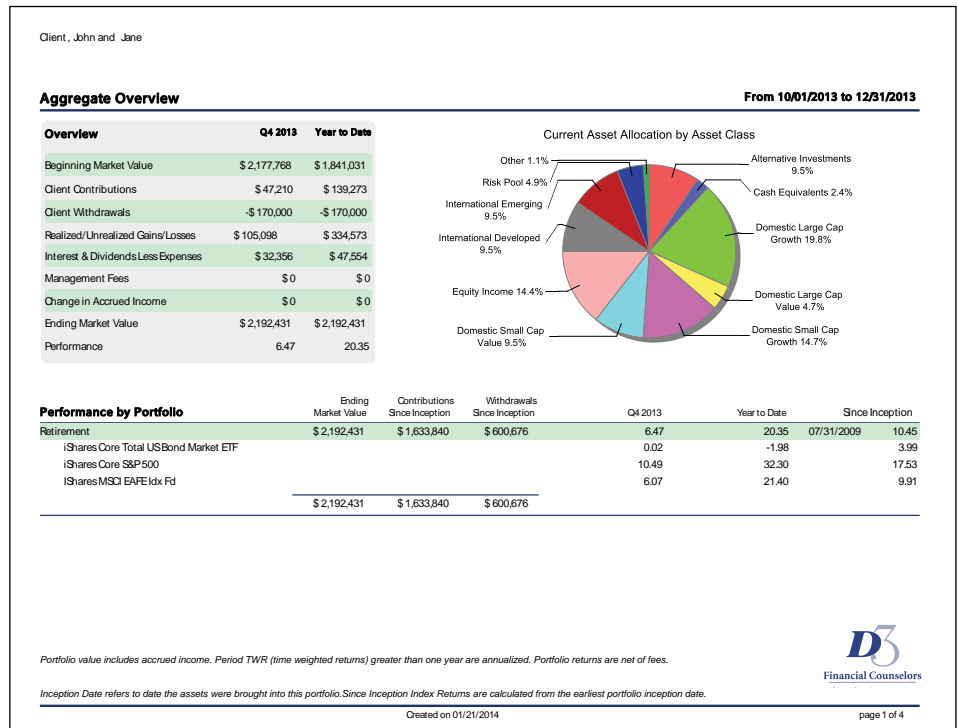 Client, John and Jane
Aggregate Overview
From 10/01/2013 to 12/31/2013
Overview Q4 2013 Year to Date
Beginning Market Value $ 2,177,768 $ 1,841,031
Client Contributions $ 47,210 $ 139,273
Client Withdrawals -$ 170,000 -$ 170,000
Realized/Unrealized Gains/Losses $ 105,098 $ 334,573
Interest & Dividends Less Expenses $ 32,356 $ 47,554
Management Fees $ 0 $ 0
Change in Accrued Income $ 0 $ 0
Ending Market Value $ 2,192,431 $ 2,192,431
Performance 6.47 20.35
Current Asset Allocation by Asset Class
Other 1.1%
Risk Pool 4.9%
International Emerging
9.5%
International Developed
9.5%
Equity Income 14.4%
Domestic Small Cap
Value 9.5%
Alternative Investments
9.5%
Cash Equivalents 2.4%
Domestic Large Cap
Growth 19.8%
Domestic Large Cap
Value 4.7%
Domestic Small Cap
Growth 14.7%
Ending Contributions Withdrawals
Performance by Portfolio Market Value Since Inception Since Inception Q4 2013 Year to Date Since Inception
Retirement $ 2,192,431 $ 1,633,840 $ 600,676 6.47 20.35 07/31/2009 10.45
iShares Core Total US Bond Market ETF 0.02 -1.98 3.99
iShares Core S&P 500 10.49 32.30 17.53
IShares MSCI EAFE Idx Fd 6.07 21.40 9.91
$ 2,192,431 $ 1,633,840 $ 600,676
Portfolio value includes accrued income. Period TWR (time weighted returns) greater than one year are annualized. Portfolio returns are net of fees.
Inception Date refers to date the assets were brought into this portfolio.Since Inception Index Returns are calculated from the earliest portfolio inception date.
D3
Financial Counselors
Created on 01/21/2014
page 1 of 4